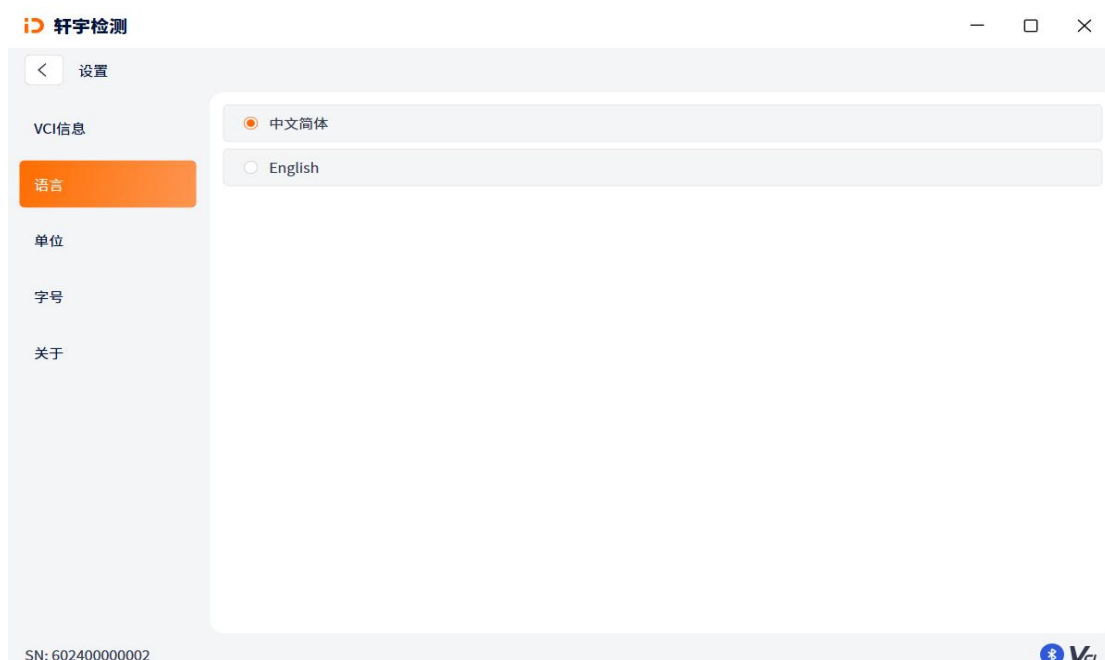 轩宇检测
设置
VCI信息
语言
单位
字号
关于
中文简体
English
SN: 602400000002
VCI